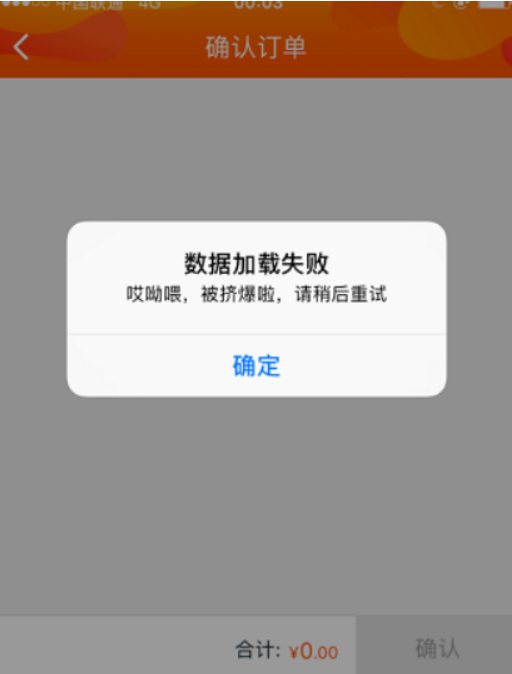 中国联通 4G 00:03
确认订单
数据加载失败
哎呦喂，被挤爆啦，请稍后重试
确定
合计: ¥0.00 确认